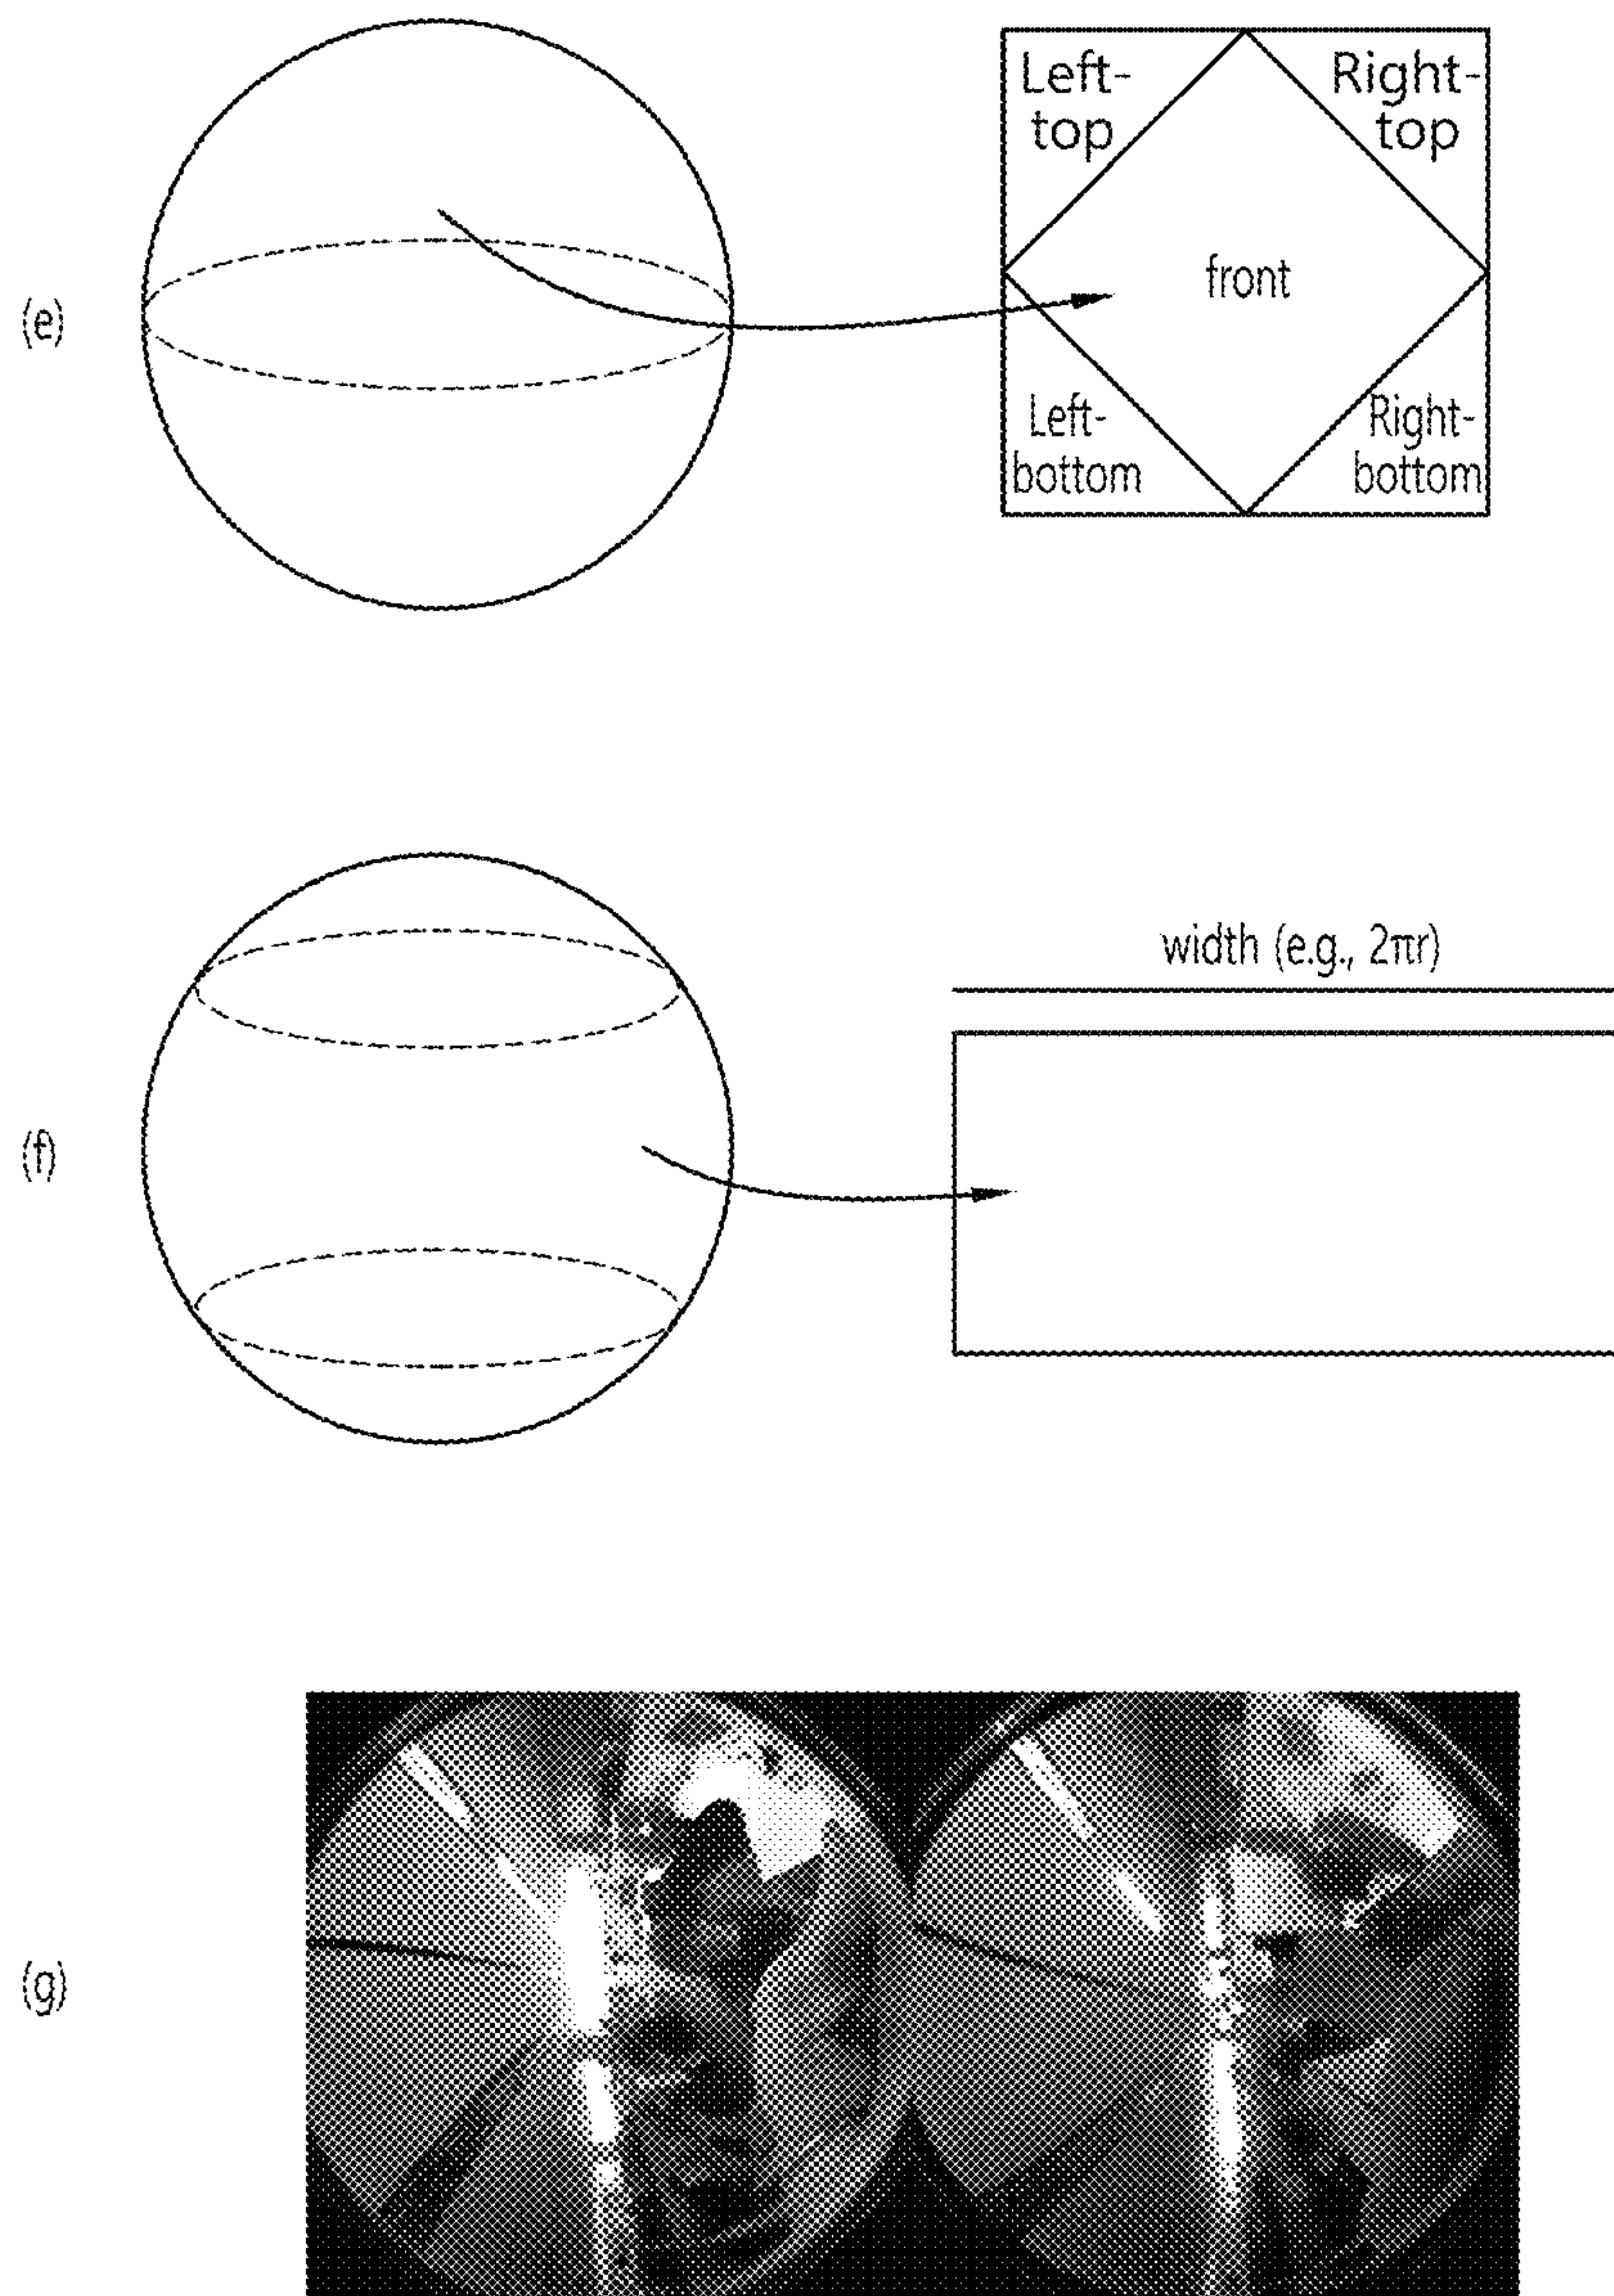 Left-
top
Right-
top
(e)
front
Left-
bottom
Right-
bottom
width (e.g., 2πr)
(f)
(g)